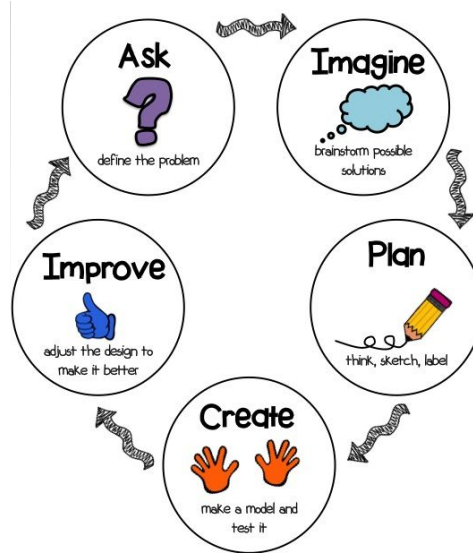 Ask
define the problem
Imagine
brainstorm possible
solutions
Plan
think, sketch, label
Create
make a model and
test it
Improve
adjust the design to
make it better